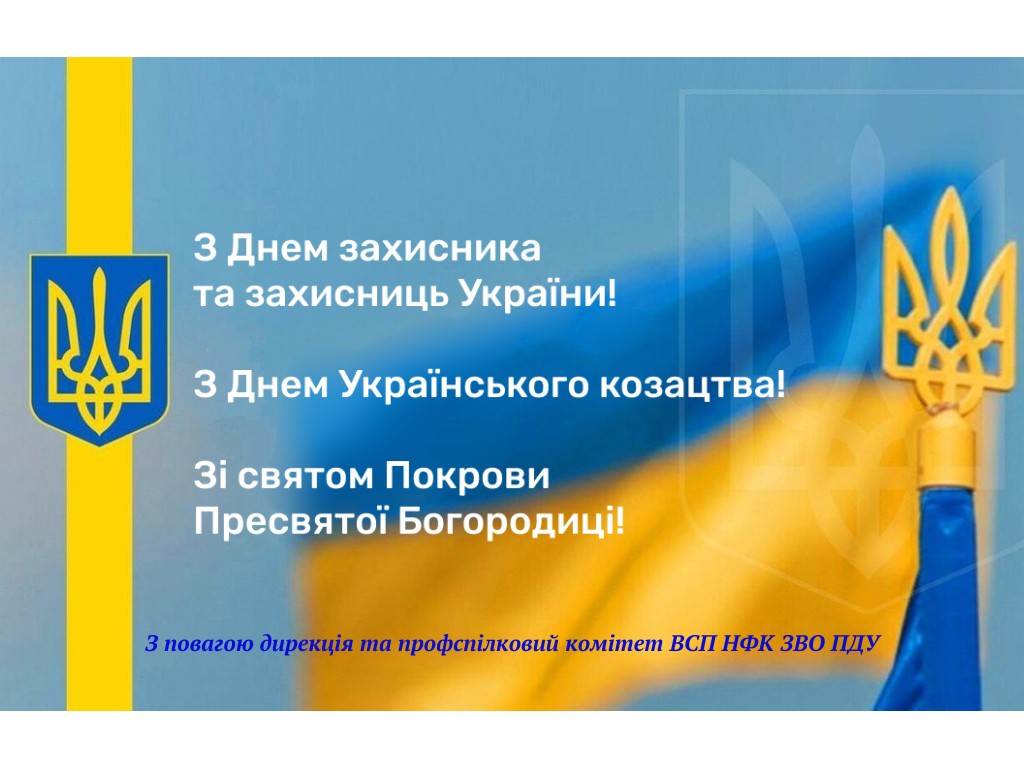 З Днем захисника
та захисниць України!
З Днем Українського козацтва!
Зі святом Покрови
Пресвятої Богородиці!
З повагою дирекція та профспілковий комітет ВСП НФК ЗВО ПДУ